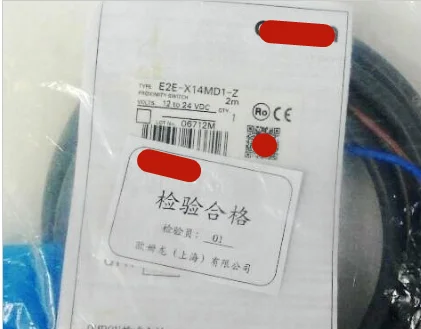 TYPE E2E-X14MD1-Z
PROXIMITY SWITCH 2m
VOLTS 12 to 24 VDC QTY. 1
LOT NO. 06712M
CE
检验合格
检验员: 01
欧姆龙（上海）有限公司